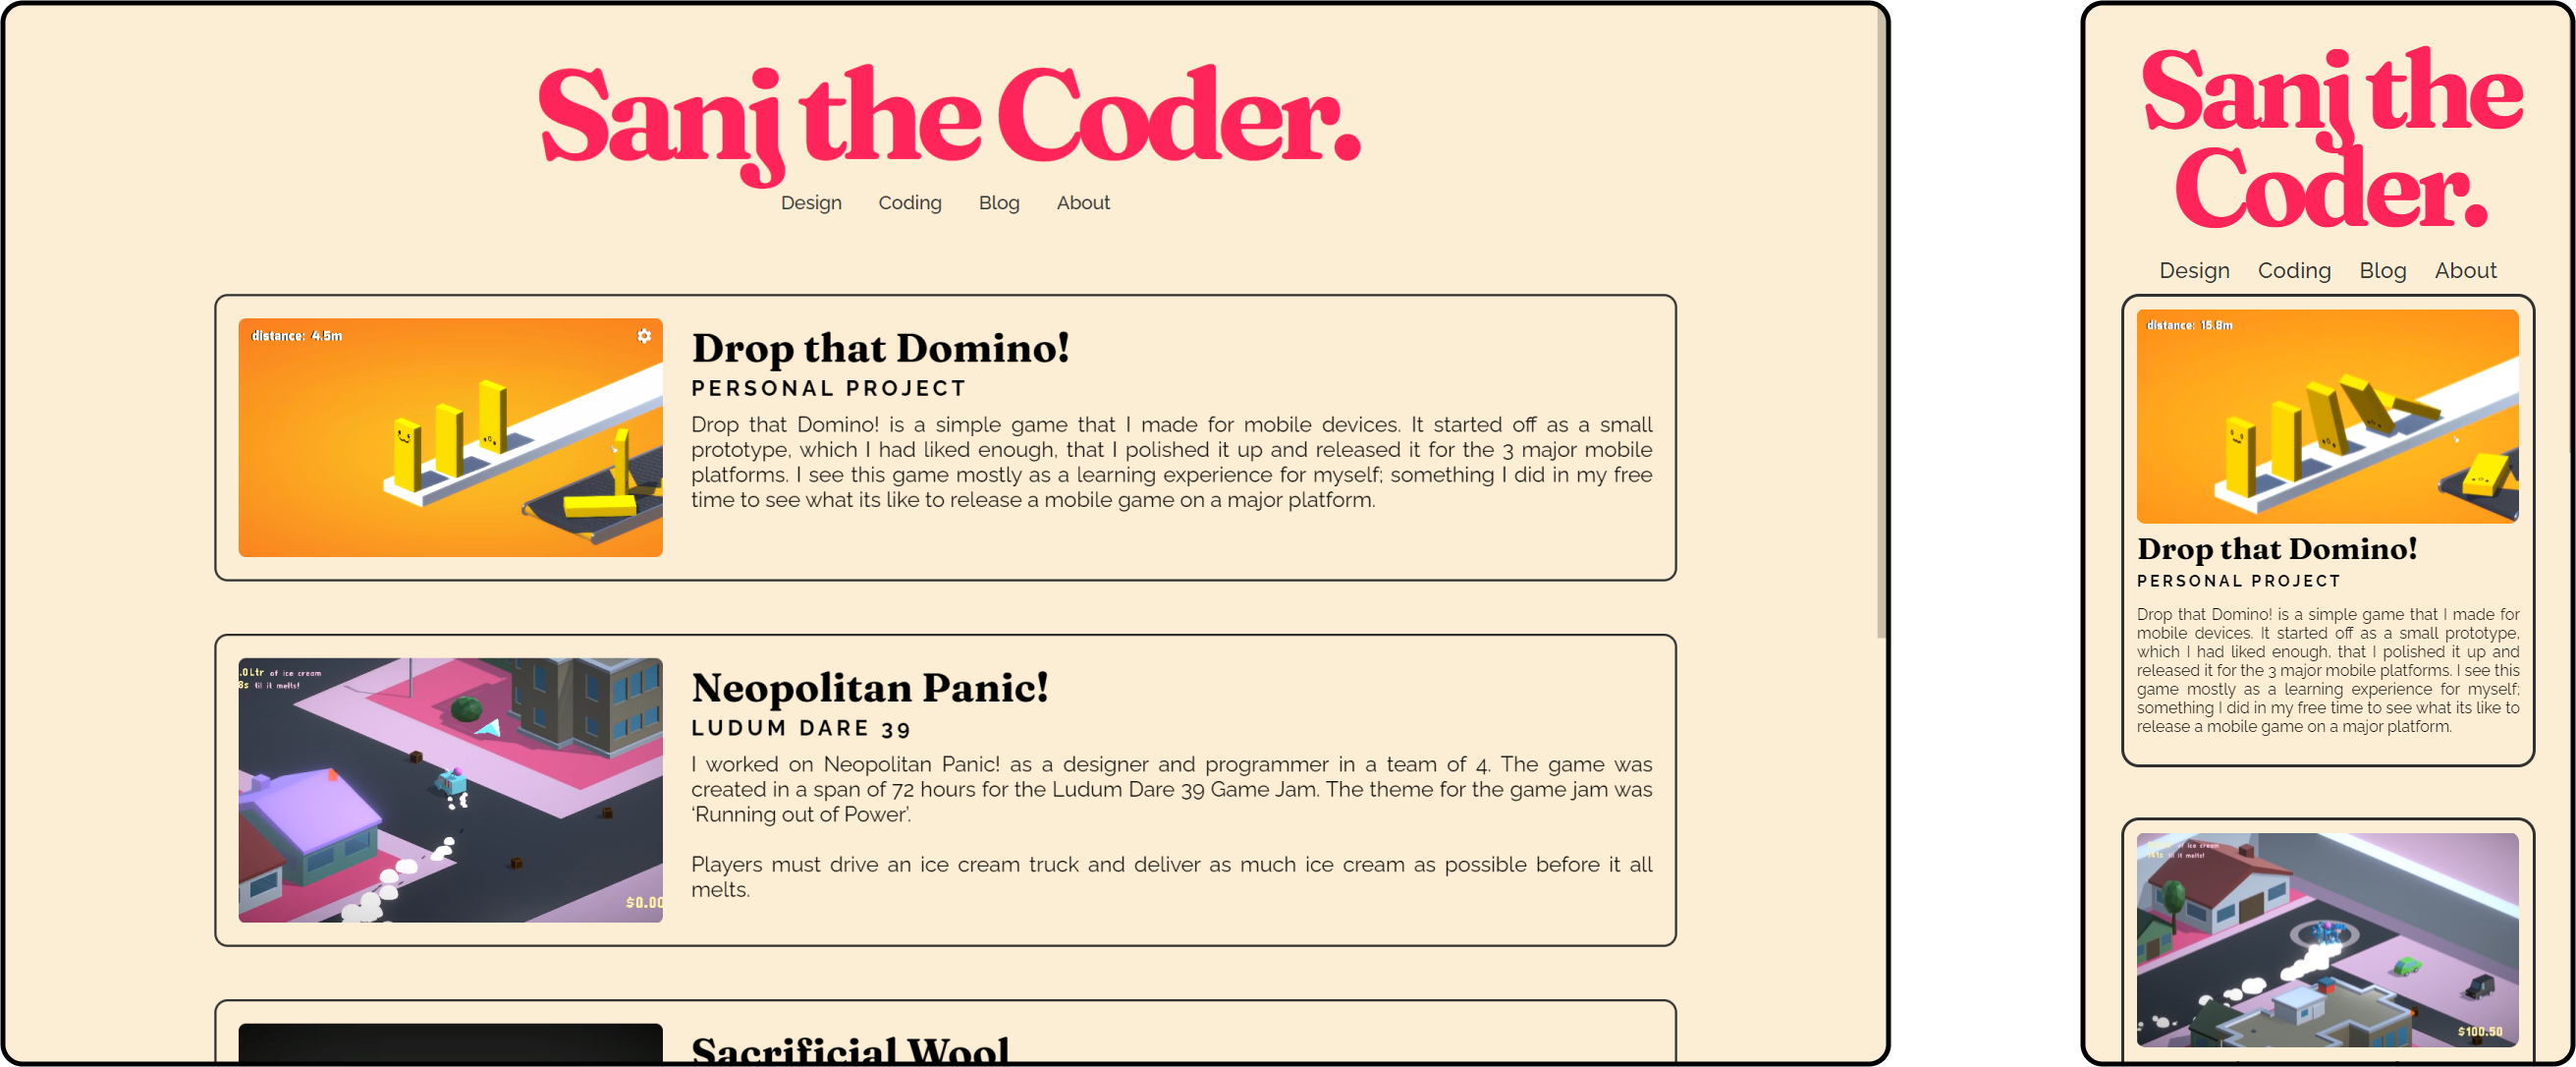 Sanj the Coder.
Design Coding Blog About
distance: 4.5m
Drop that Domino!
PERSONAL PROJECT
Drop that Domino! is a simple game that I made for mobile devices. It started off as a small
prototype, which I had liked enough, that I polished it up and released it for the 3 major mobile
platforms. I see this game mostly as a learning experience for myself; something I did in my free
time to see what its like to release a mobile game on a major platform.
.0Ltr of ice cream
8s til it melts!
$0.00
Neopolitan Panic!
LUDUM DARE 39
I worked on Neopolitan Panic! as a designer and programmer in a team of 4. The game was
created in a span of 72 hours for the Ludum Dare 39 Game Jam. The theme for the game jam was
‘Running out of Power’.
Players must drive an ice cream truck and deliver as much ice cream as possible before it all
melts.
Sacrificial Wool
Sanj the
Coder.
Design Coding Blog About
distance: 15.8m
Drop that Domino!
PERSONAL PROJECT
Drop that Domino! is a simple game that I made for
mobile devices. It started off as a small prototype,
which I had liked enough, that I polished it up and
released it for the 3 major mobile platforms. I see this
game mostly as a learning experience for myself;
something I did in my free time to see what its like to
release a mobile game on a major platform.
of ice cream
it melts!
$100.50